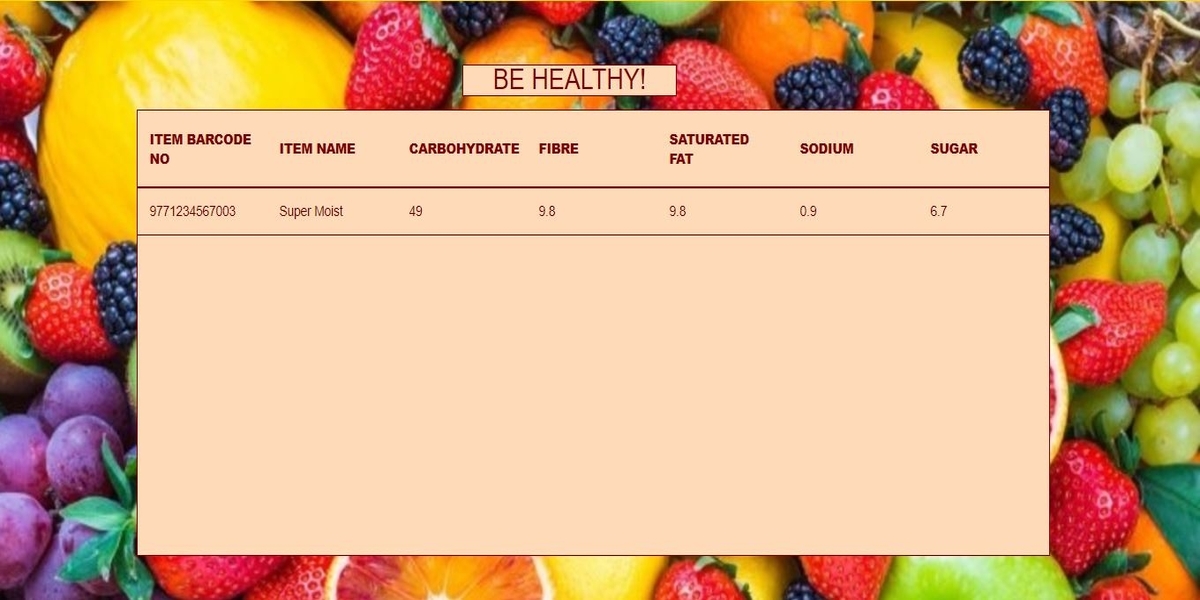 BE HEALTHY!
ITEM BARCODE NO ITEM NAME CARBOHYDRATE FIBRE SATURATED FAT SODIUM SUGAR
9771234567003 Super Moist 49 9.8 9.8 0.9 6.7